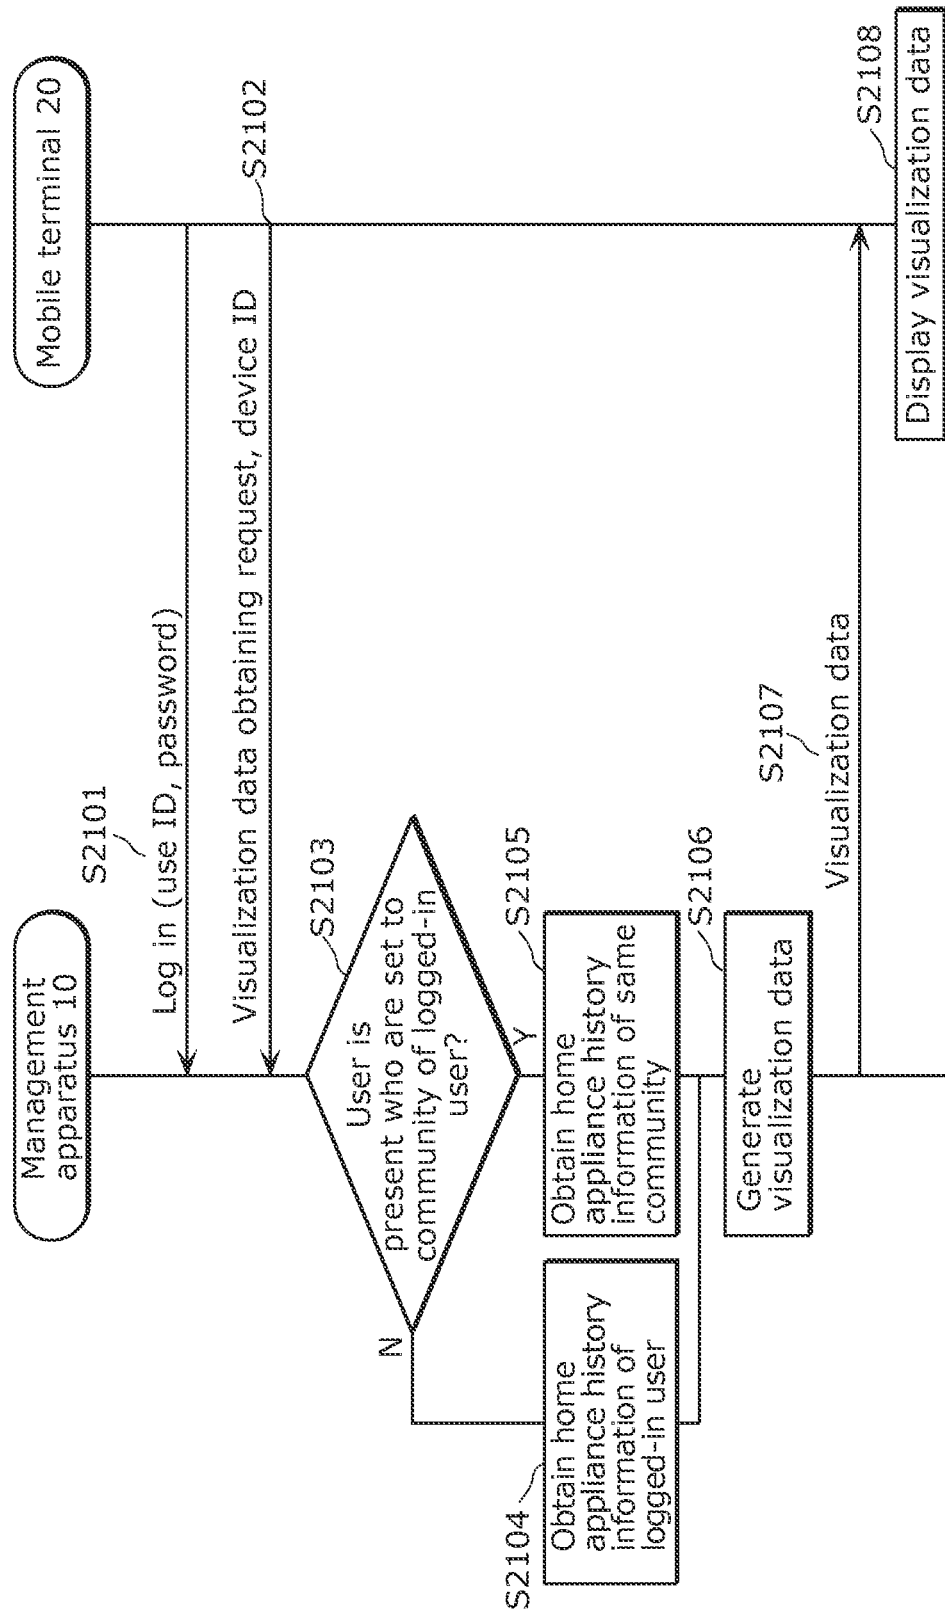 Management
apparatus 10
Mobile terminal 20
S2101
Log in (use ID, password)
S2102
Visualization data obtaining request, device ID
S2103
User is
present who are set to
community of logged-in
user?
N
Y
S2104
Obtain home
appliance history
information of
logged-in user
S2105
Obtain home
appliance history
information of same
community
S2106
Generate
visualization data
S2107
Visualization data
S2108
Display visualization data